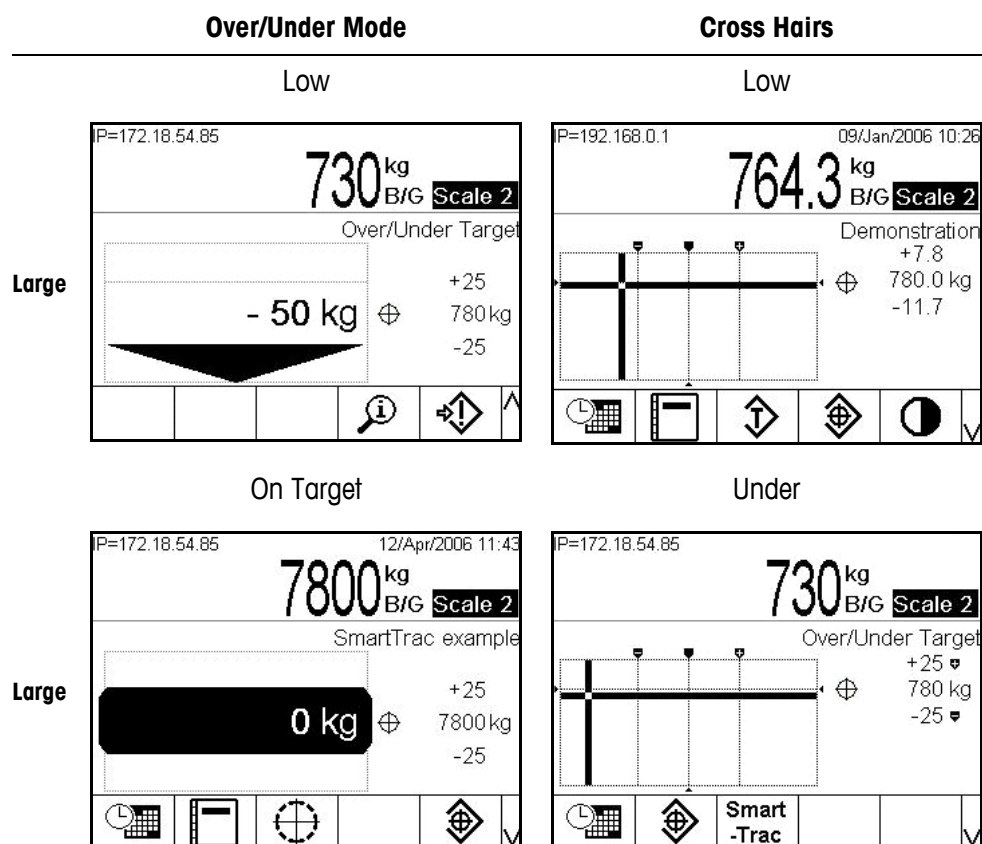 Over/Under Mode
Cross Hairs
Low
Low
Large
IP=172.18.54.85
730 kg
B/G Scale 2
Over/Under Target
+25
- 50 kg
780 kg
-25
IP=192.168.0.1 09/Jan/2006 10:26
764.3 kg
B/G Scale 2
Demonstration
+7.8
780.0 kg
-11.7
T
On Target
Under
Large
IP=172.18.54.85 12/Apr/2006 11:43
7800 kg
B/G Scale 2
SmartTrac example
+25
0 kg
7800 kg
-25
IP=172.18.54.85
730 kg
B/G Scale 2
Over/Under Target
+25
780 kg
-25
Smart
-Trac